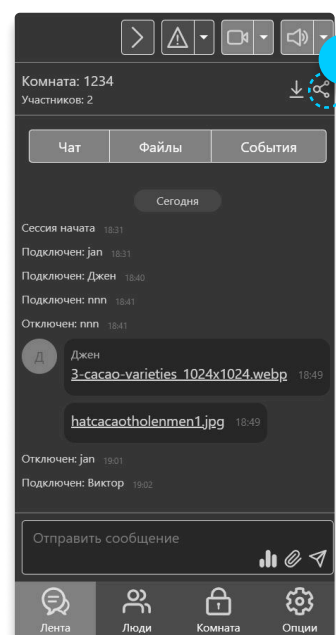 Комната: 1234
Участников: 2
Чат Файлы События
Сегодня
Сессия начата 18:31
Подключен: jan 18:31
Подключен: Джен 18:40
Подключен: nnn 18:41
Отключен: nnn 18:41
Д
Джен
3-cacao-varieties_1024x1024.webp 18:49
hatcacaotholenmen1.jpg 18:49
Отключен: jan 19:01
Подключен: Виктор 19:02
Отправить сообщение
Лента Люди Комната Опции